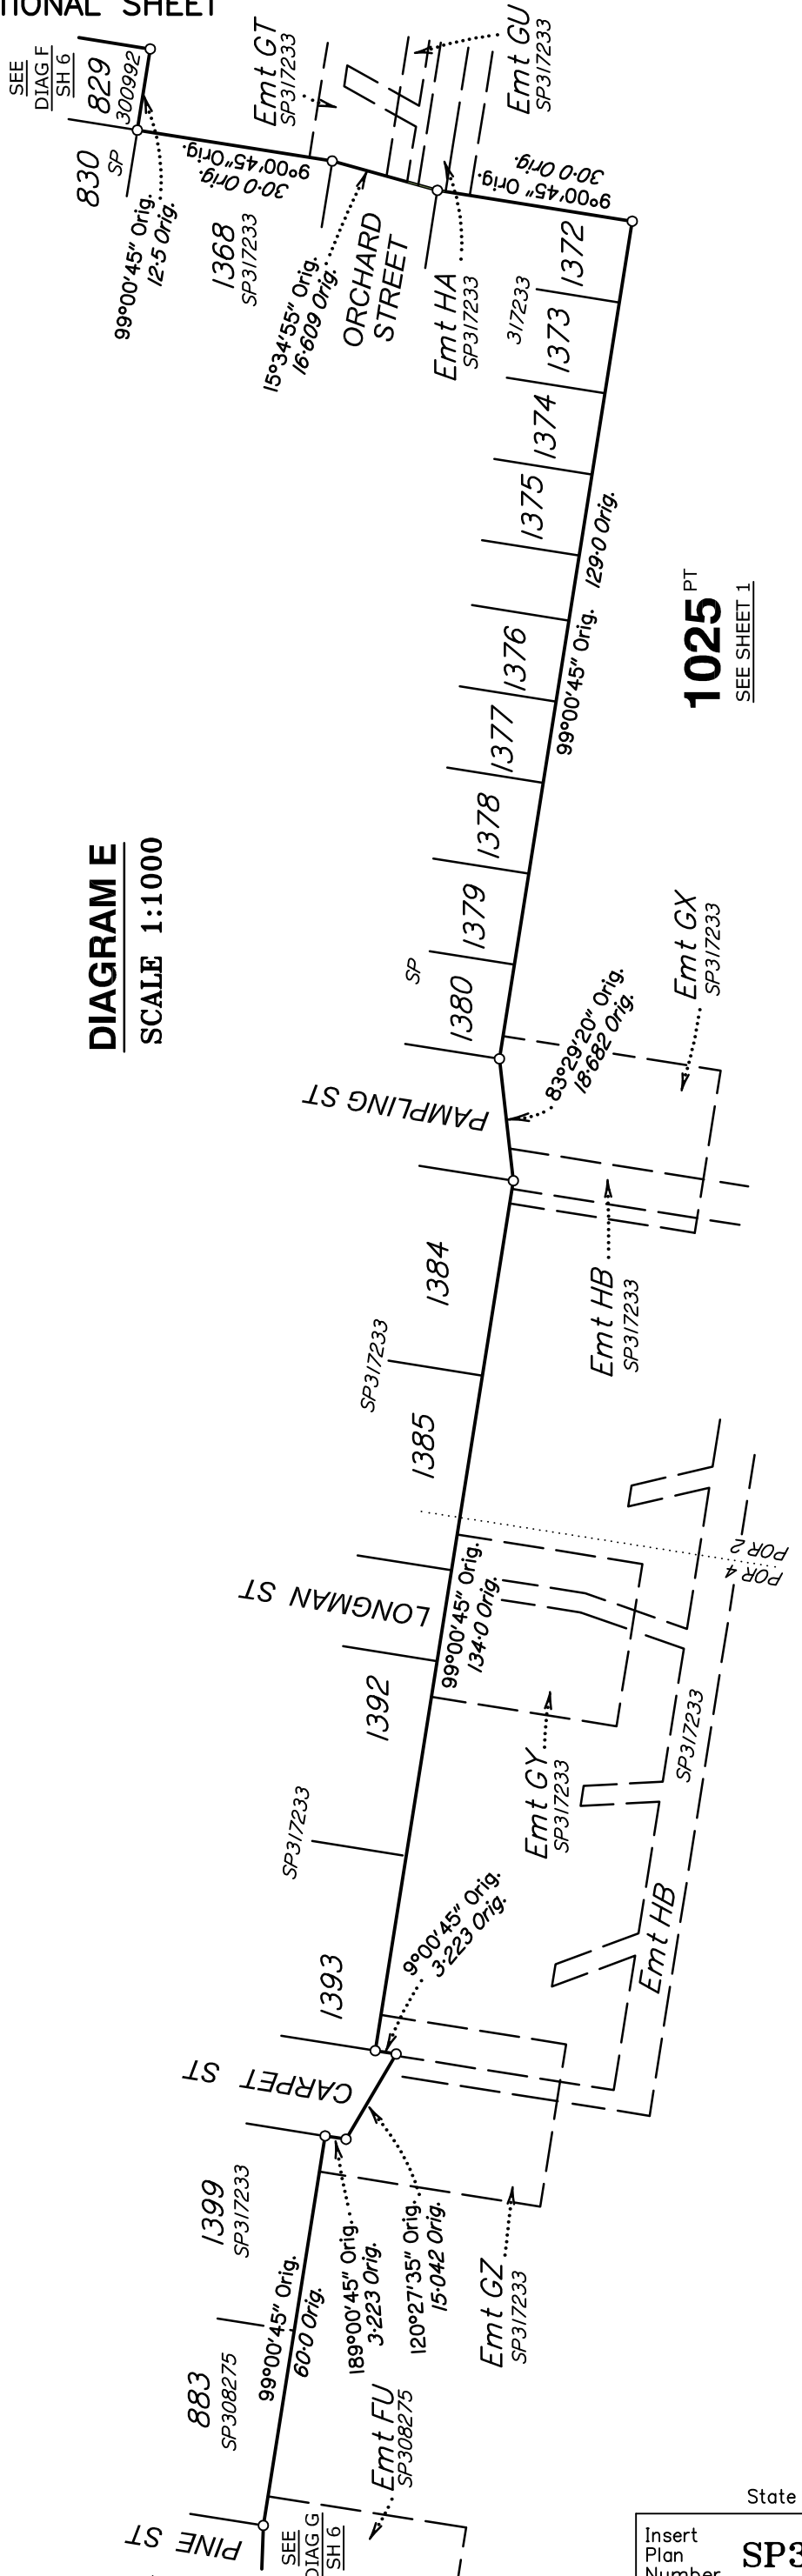 TIONAL SHEET
SEE
DIAG F
SH 6
829
300992
830
SP
99°00'45" Orig.
12·5 Orig.
9°00'45" Orig.
30·0 Orig.
Emt GT
SP317233
Emt GU
SP317233
1368
SP317233
15°34'55" Orig.
16·609 Orig.
ORCHARD
STREET
Emt HA
SP317233
9°00'45" Orig.
30·0 Orig.
1372
317233
1373
1374
1375
1376
1377
1378
1379
SP
1380
99°00'45" Orig. 129·0 Orig.
1025 PT
SEE SHEET 1
DIAGRAM E
SCALE 1:1000
PAMPLING ST
83°29'20" Orig.
18·682 Orig.
Emt GX
SP317233
Emt HB
SP317233
1384
SP317233
1385
POR 2
POR 4
LONGMAN ST
99°00'45" Orig.
134·0 Orig.
1392
Emt GY
SP317233
SP317233
SP317233
Emt HB
1393
9°00'45" Orig.
3·223 Orig.
CARPET ST
1399
SP317233
189°00'45" Orig.
3·223 Orig.
120°27'35" Orig.
15·042 Orig.
Emt GZ
SP317233
99°00'45" Orig.
60·0 Orig.
883
SP308275
Emt FU
SP308275
PINE ST
SEE
DIAG G
SH 6
State
Insert
Plan
Number
SP3